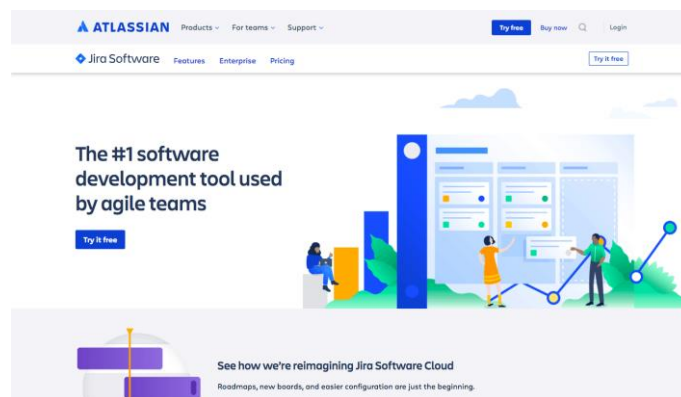 ATLASSIAN Products For teams Support Try free Buy now Login
Jira Software Features Enterprise Pricing Try it free
The #1 software
development tool used
by agile teams
Try it free
See how we're reimagining Jira Software Cloud
Roadmaps, new boards, and easier configuration are just the beginning.